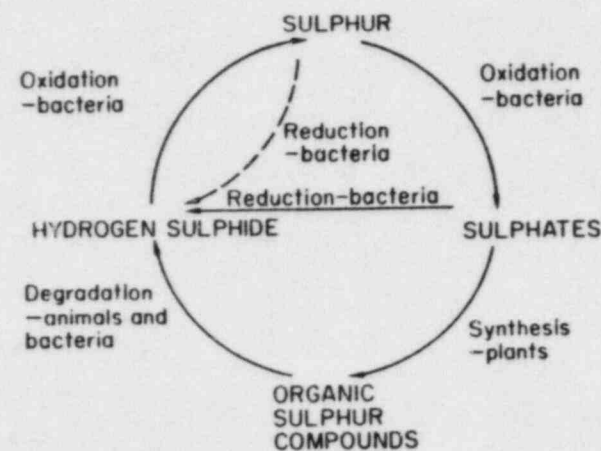 SULPHUR
Oxidation
-bacteria
Oxidation
-bacteria
Reduction
-bacteria
Reduction-bacteria
HYDROGEN SULPHIDE
SULPHATES
Degradation
-animals and
bacteria
Synthesis
-plants
ORGANIC
SULPHUR
COMPOUNDS